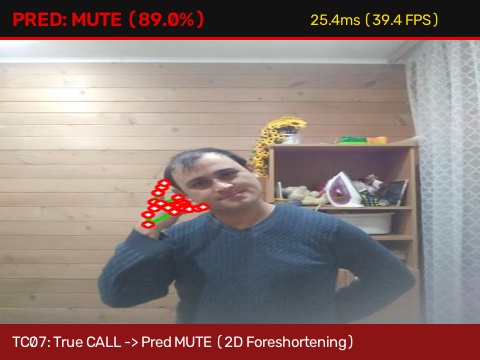 PRED: MUTE (89.0%)
25.4ms (39.4 FPS)
TC07: True CALL -> Pred MUTE (2D Foreshortening)